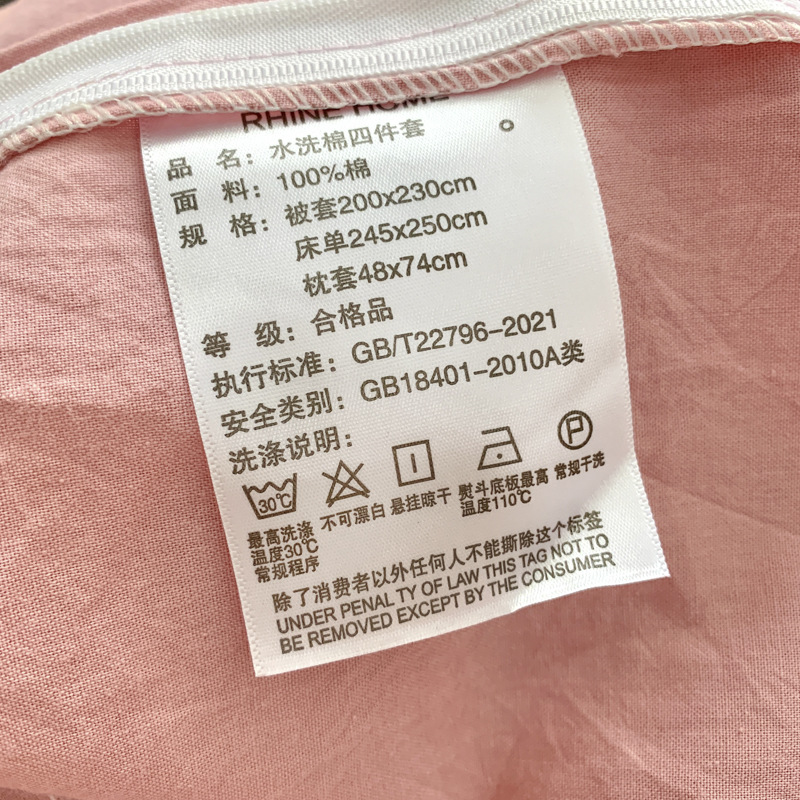 RHINE HOME
品 名：水洗棉四件套
面 料：100%棉
规 格：被套200x230cm
床单245x250cm
枕套48x74cm
等 级：合格品
执行标准：GB/T22796-2021
安全类别：GB18401-2010A类
洗涤说明：
30℃
P
最高洗涤
温度30℃
常规程序
不可漂白
悬挂晾干
熨斗底板最高
温度110℃
常规干洗
除了消费者以外任何人不能撕除这个标签
UNDER PENAL TY OF LAW THIS TAG NOT TO
BE REMOVED EXCEPT BY THE CONSUMER